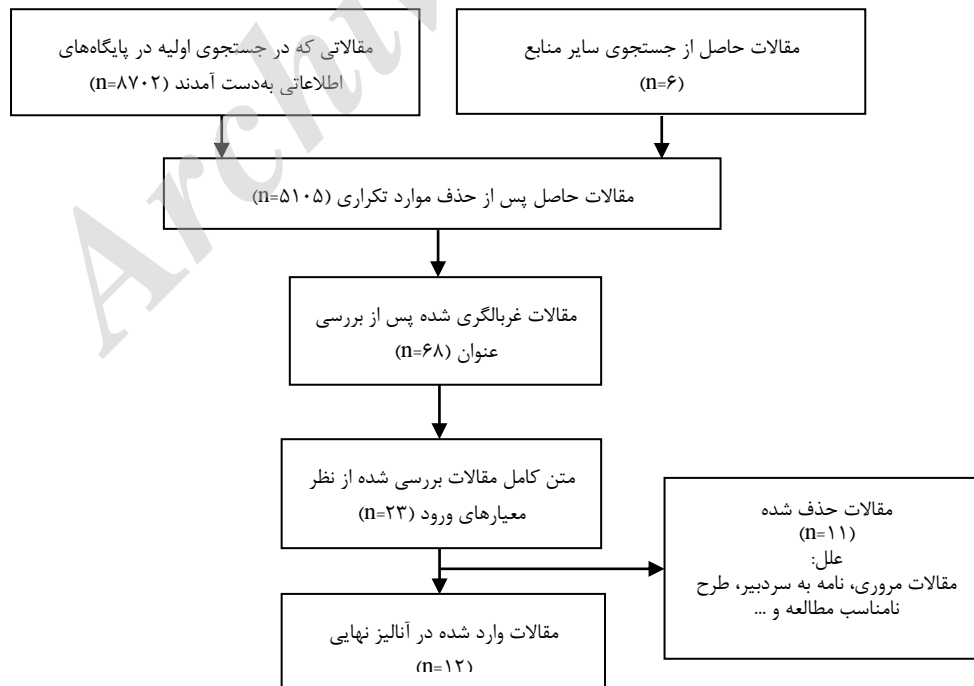 مقالات حاصل از جستجوی سایر منابع
(n=۶)
مقالاتی که در جستجوی اولیه در پایگاه‌های
اطلاعاتی به‌دست آمدند (n=۸۷۰۲)
مقالات حاصل پس از حذف موارد تکراری (n=۵۱۰۵)
مقالات غربالگری شده پس از بررسی
عنوان (n=۶۸)
متن کامل مقالات بررسی شده از نظر
معیارهای ورود (n=۲۳)
مقالات حذف شده
(n=۱۱)
علل:
مقالات مروری، نامه به سردبیر، طرح
نامناسب مطالعه و ...
مقالات وارد شده در آنالیز نهایی
(n=۱۲)